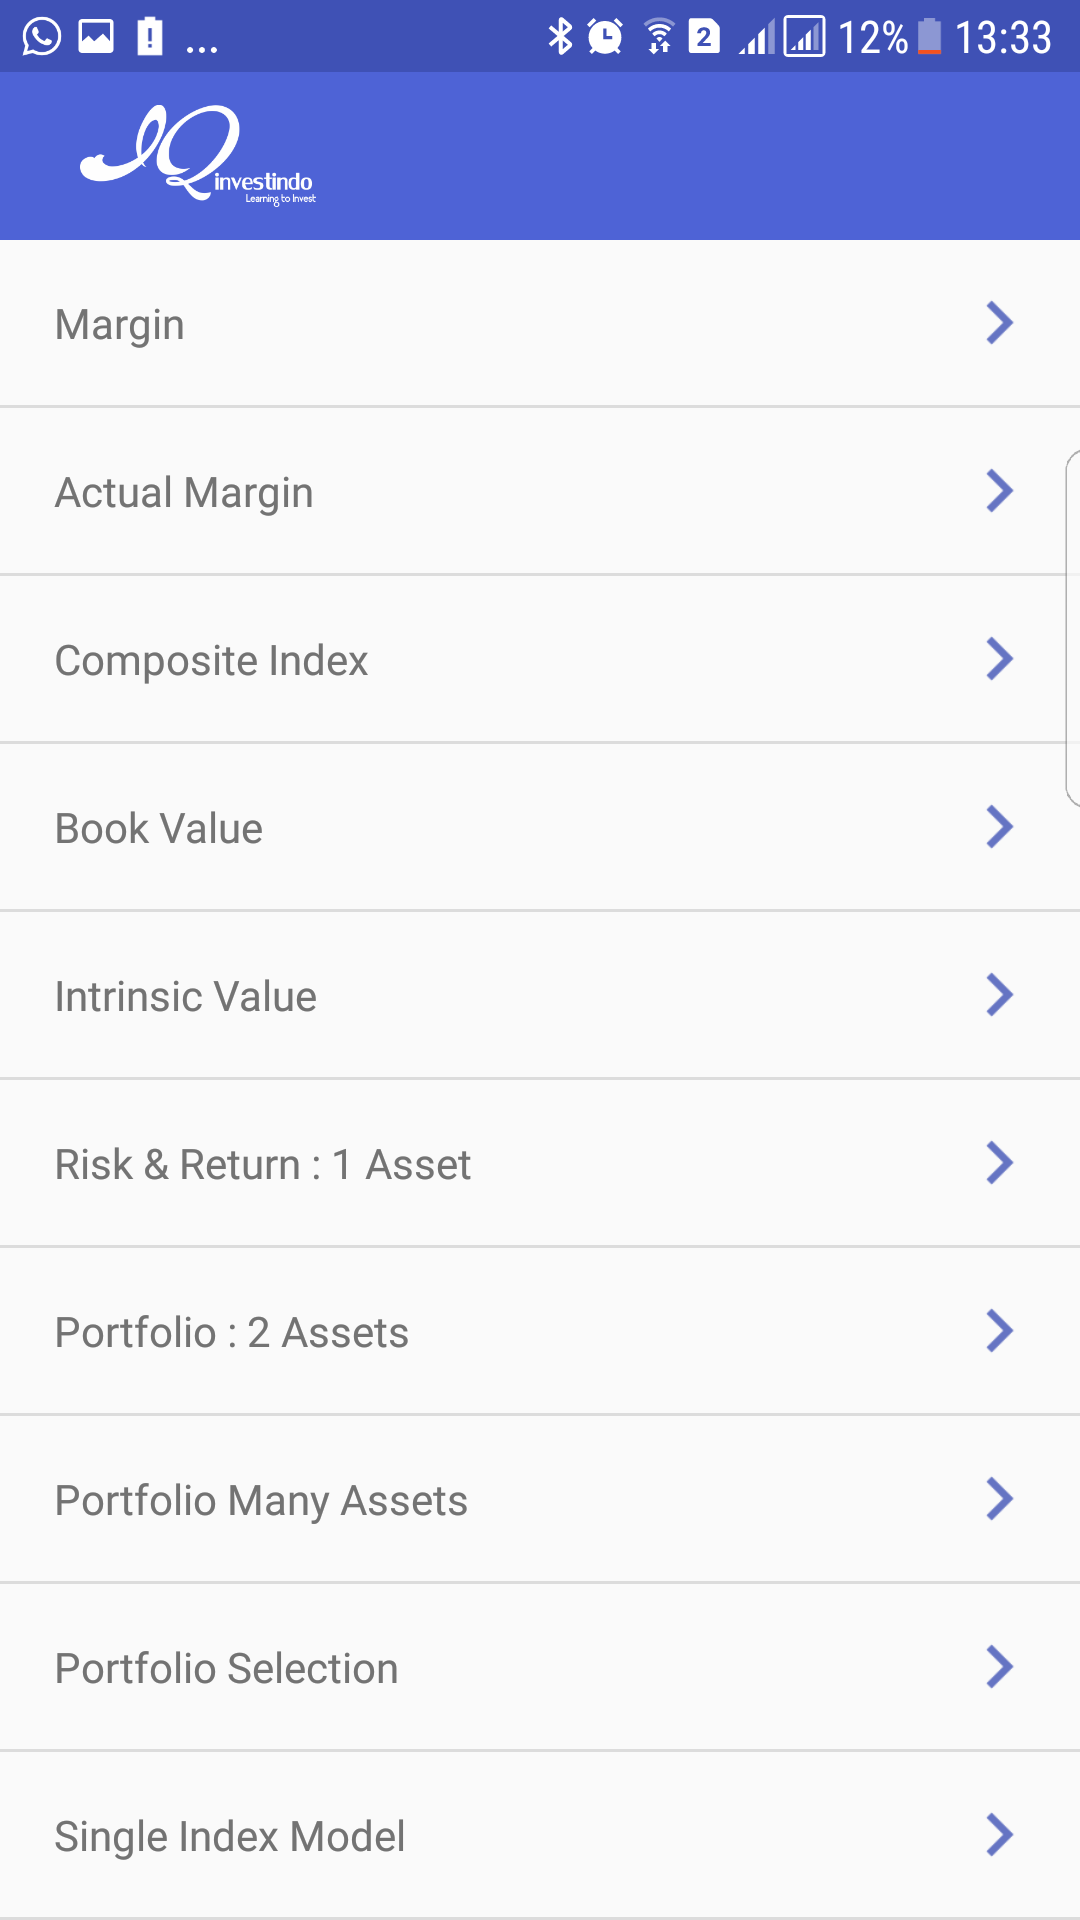 ... 2 12% 13:33
IQ investindo
Learning to Invest
Margin
Actual Margin
Composite Index
Book Value
Intrinsic Value
Risk & Return : 1 Asset
Portfolio : 2 Assets
Portfolio Many Assets
Portfolio Selection
Single Index Model